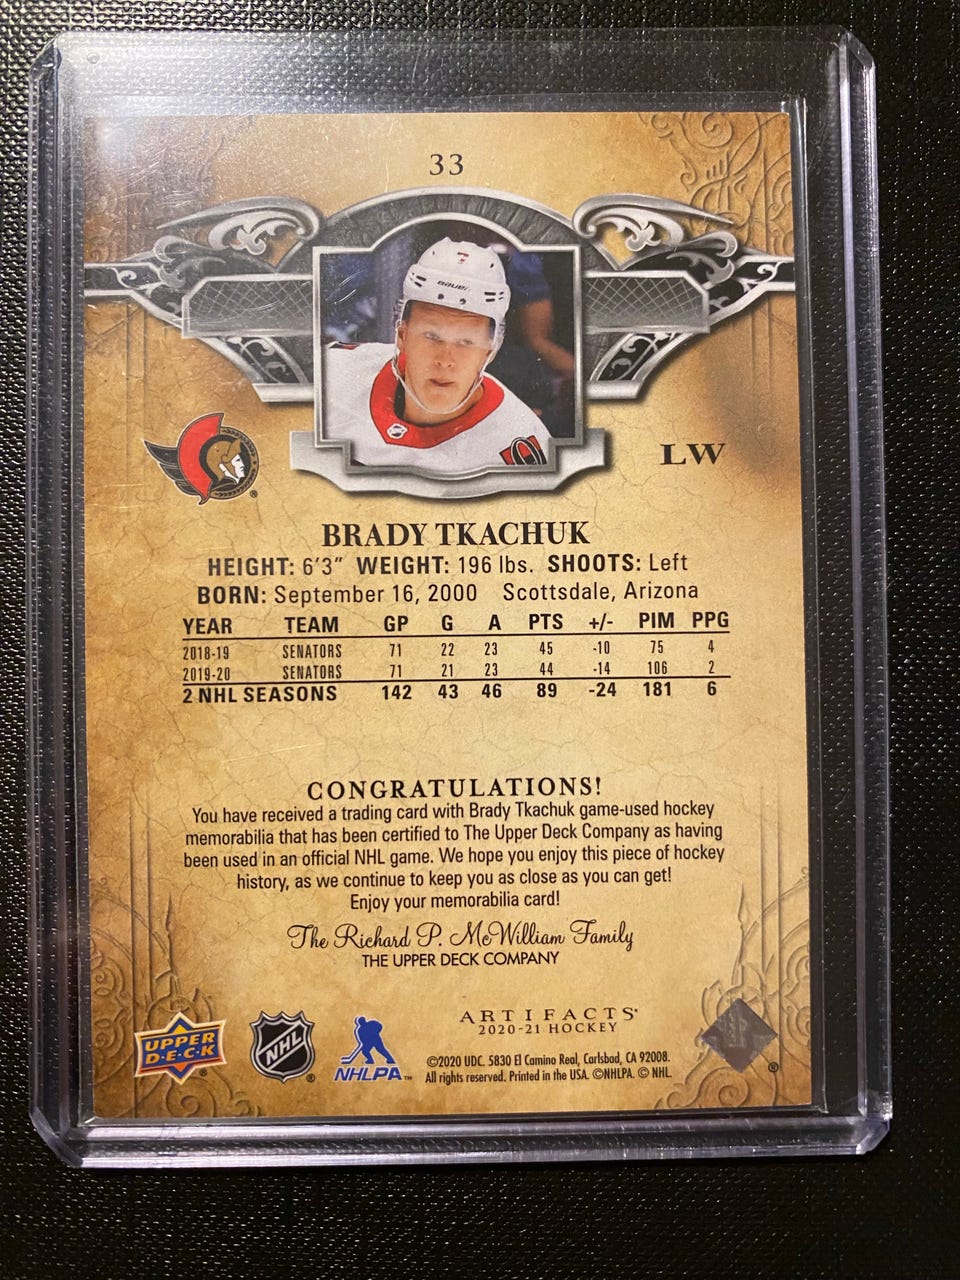 33
7
BAUER
LW
BRADY TKACHUK
HEIGHT: 6'3" WEIGHT: 196 lbs. SHOOTS: Left
BORN: September 16, 2000 Scottsdale, Arizona
YEAR TEAM GP G A PTS +/- PIM PPG
2018-19 SENATORS 71 22 23 45 -10 75 4
2019-20 SENATORS 71 21 23 44 -14 106 2
2 NHL SEASONS 142 43 46 89 -24 181 6
CONGRATULATIONS!
You have received a trading card with Brady Tkachuk game-used hockey
memorabilia that has been certified to The Upper Deck Company as having
been used in an official NHL game. We hope you enjoy this piece of hockey
history, as we continue to keep you as close as you can get!
Enjoy your memorabilia card!
The Richard P. McWilliam Family
THE UPPER DECK COMPANY
ARTIFACTS
2020-21 HOCKEY
UPPER
D·E·C·K
®
NHL
®
NHLPA™
©2020 UDC. 5830 El Camino Real, Carlsbad, CA 92008.
All rights reserved. Printed in the USA. ©NHLPA. © NHL.
®